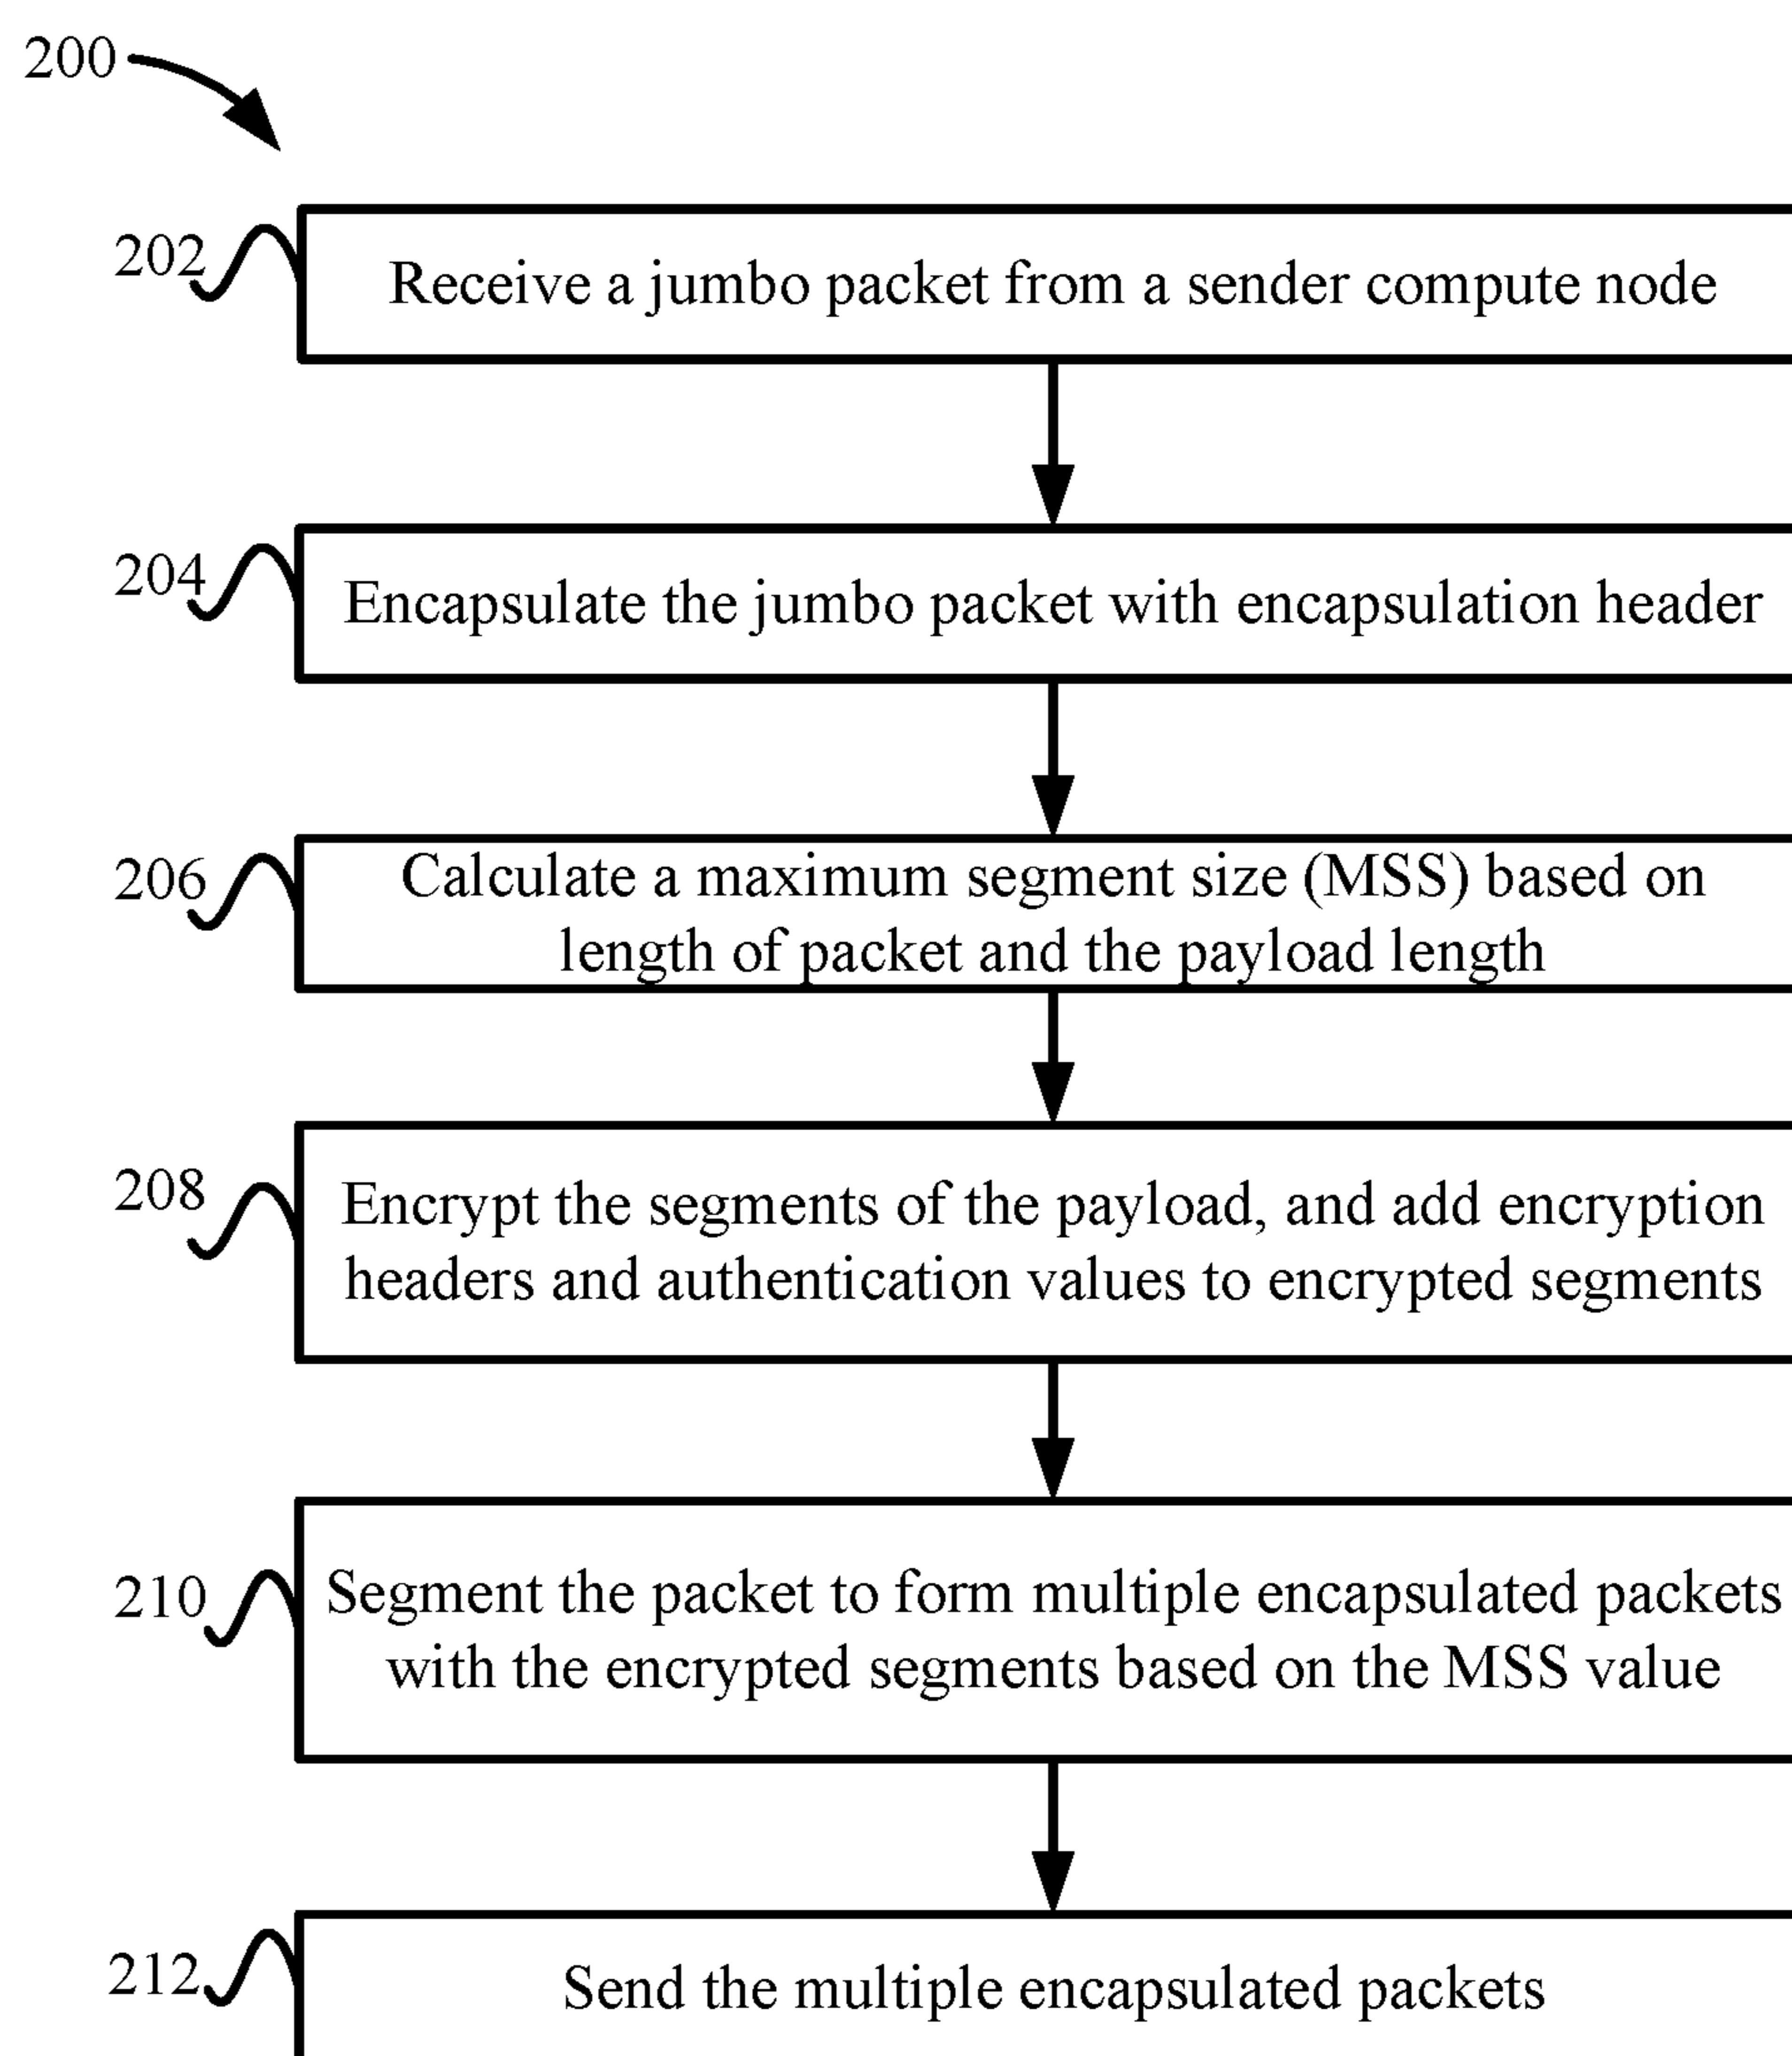 200
202
Receive a jumbo packet from a sender compute node
204
Encapsulate the jumbo packet with encapsulation header
206
Calculate a maximum segment size (MSS) based on
length of packet and the payload length
208
Encrypt the segments of the payload, and add encryption
headers and authentication values to encrypted segments
210
Segment the packet to form multiple encapsulated packets
with the encrypted segments based on the MSS value
212
Send the multiple encapsulated packets